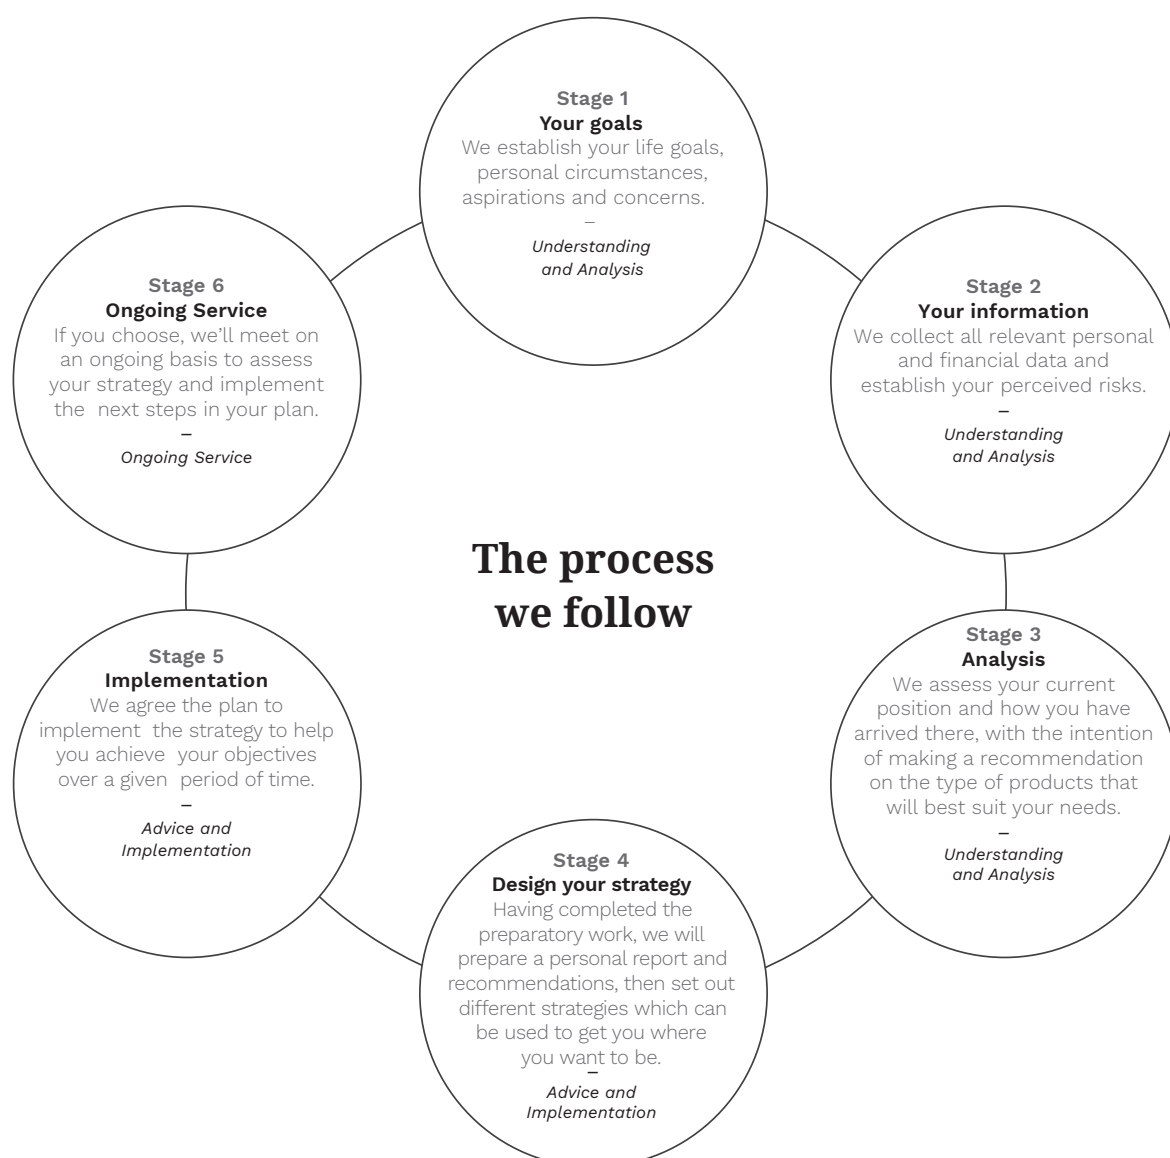 Stage 1
Your goals
We establish your life goals,
personal circumstances,
aspirations and concerns.
–
Understanding
and Analysis
Stage 2
Your information
We collect all relevant personal
and financial data and
establish your perceived risks.
–
Understanding
and Analysis
Stage 3
Analysis
We assess your current
position and how you have
arrived there, with the intention
of making a recommendation
on the type of products that
will best suit your needs.
–
Understanding
and Analysis
Stage 4
Design your strategy
Having completed the
preparatory work, we will
prepare a personal report and
recommendations, then set out
different strategies which can
be used to get you where
you want to be.
–
Advice and
Implementation
Stage 5
Implementation
We agree the plan to
implement the strategy to help
you achieve your objectives
over a given period of time.
–
Advice and
Implementation
Stage 6
Ongoing Service
If you choose, we’ll meet on
an ongoing basis to assess
your strategy and implement
the next steps in your plan.
–
Ongoing Service
The process
we follow